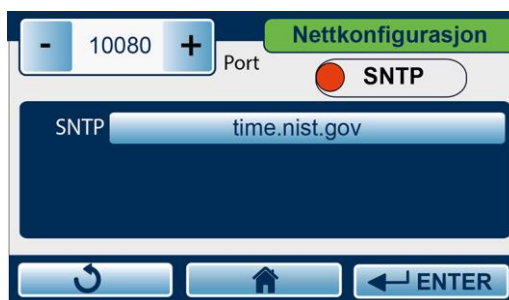 - 10080 + Port
Nettkonfigurasjon
SNTP
SNTP time.nist.gov
ENTER